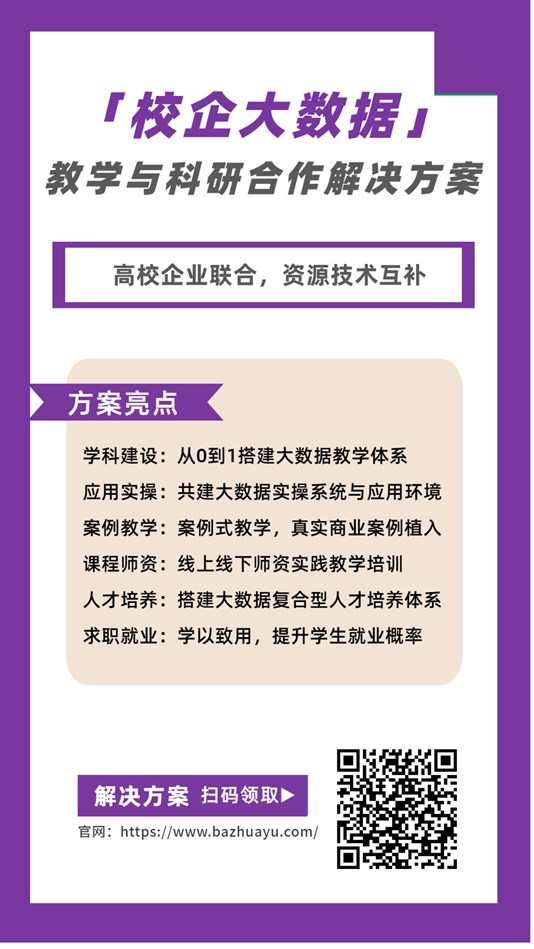 「校企大数据」
教学与科研合作解决方案
高校企业联合，资源技术互补
方案亮点
学科建设：从0到1搭建大数据教学体系
应用实操：共建大数据实操系统与应用环境
案例教学：案例式教学，真实商业案例植入
课程师资：线上线下师资实践教学培训
人才培养：搭建大数据复合型人才培养体系
求职就业：学以致用，提升学生就业概率
解决方案 扫码领取▶
官网：https://www.bazhuayu.com/